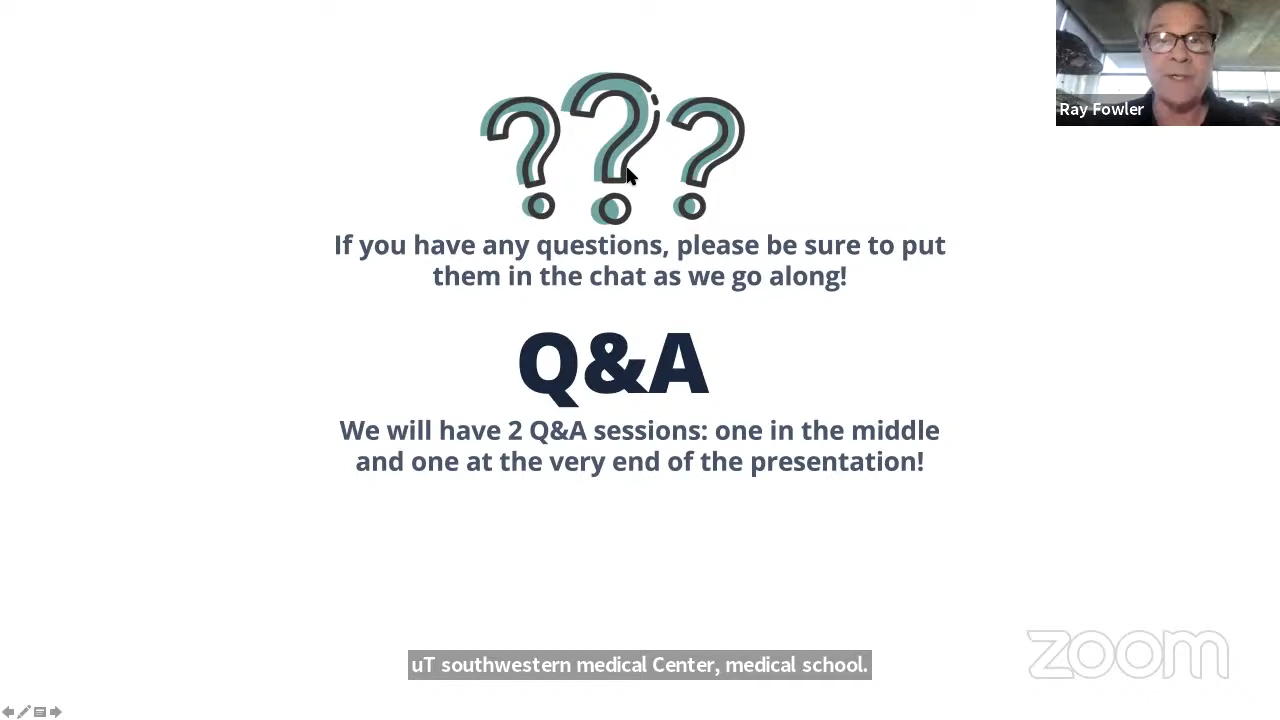 Ray Fowler
???
If you have any questions, please be sure to put
them in the chat as we go along!
Q&A
We will have 2 Q&A sessions: one in the middle
and one at the very end of the presentation!
uT southwestern medical Center, medical school.
zoom